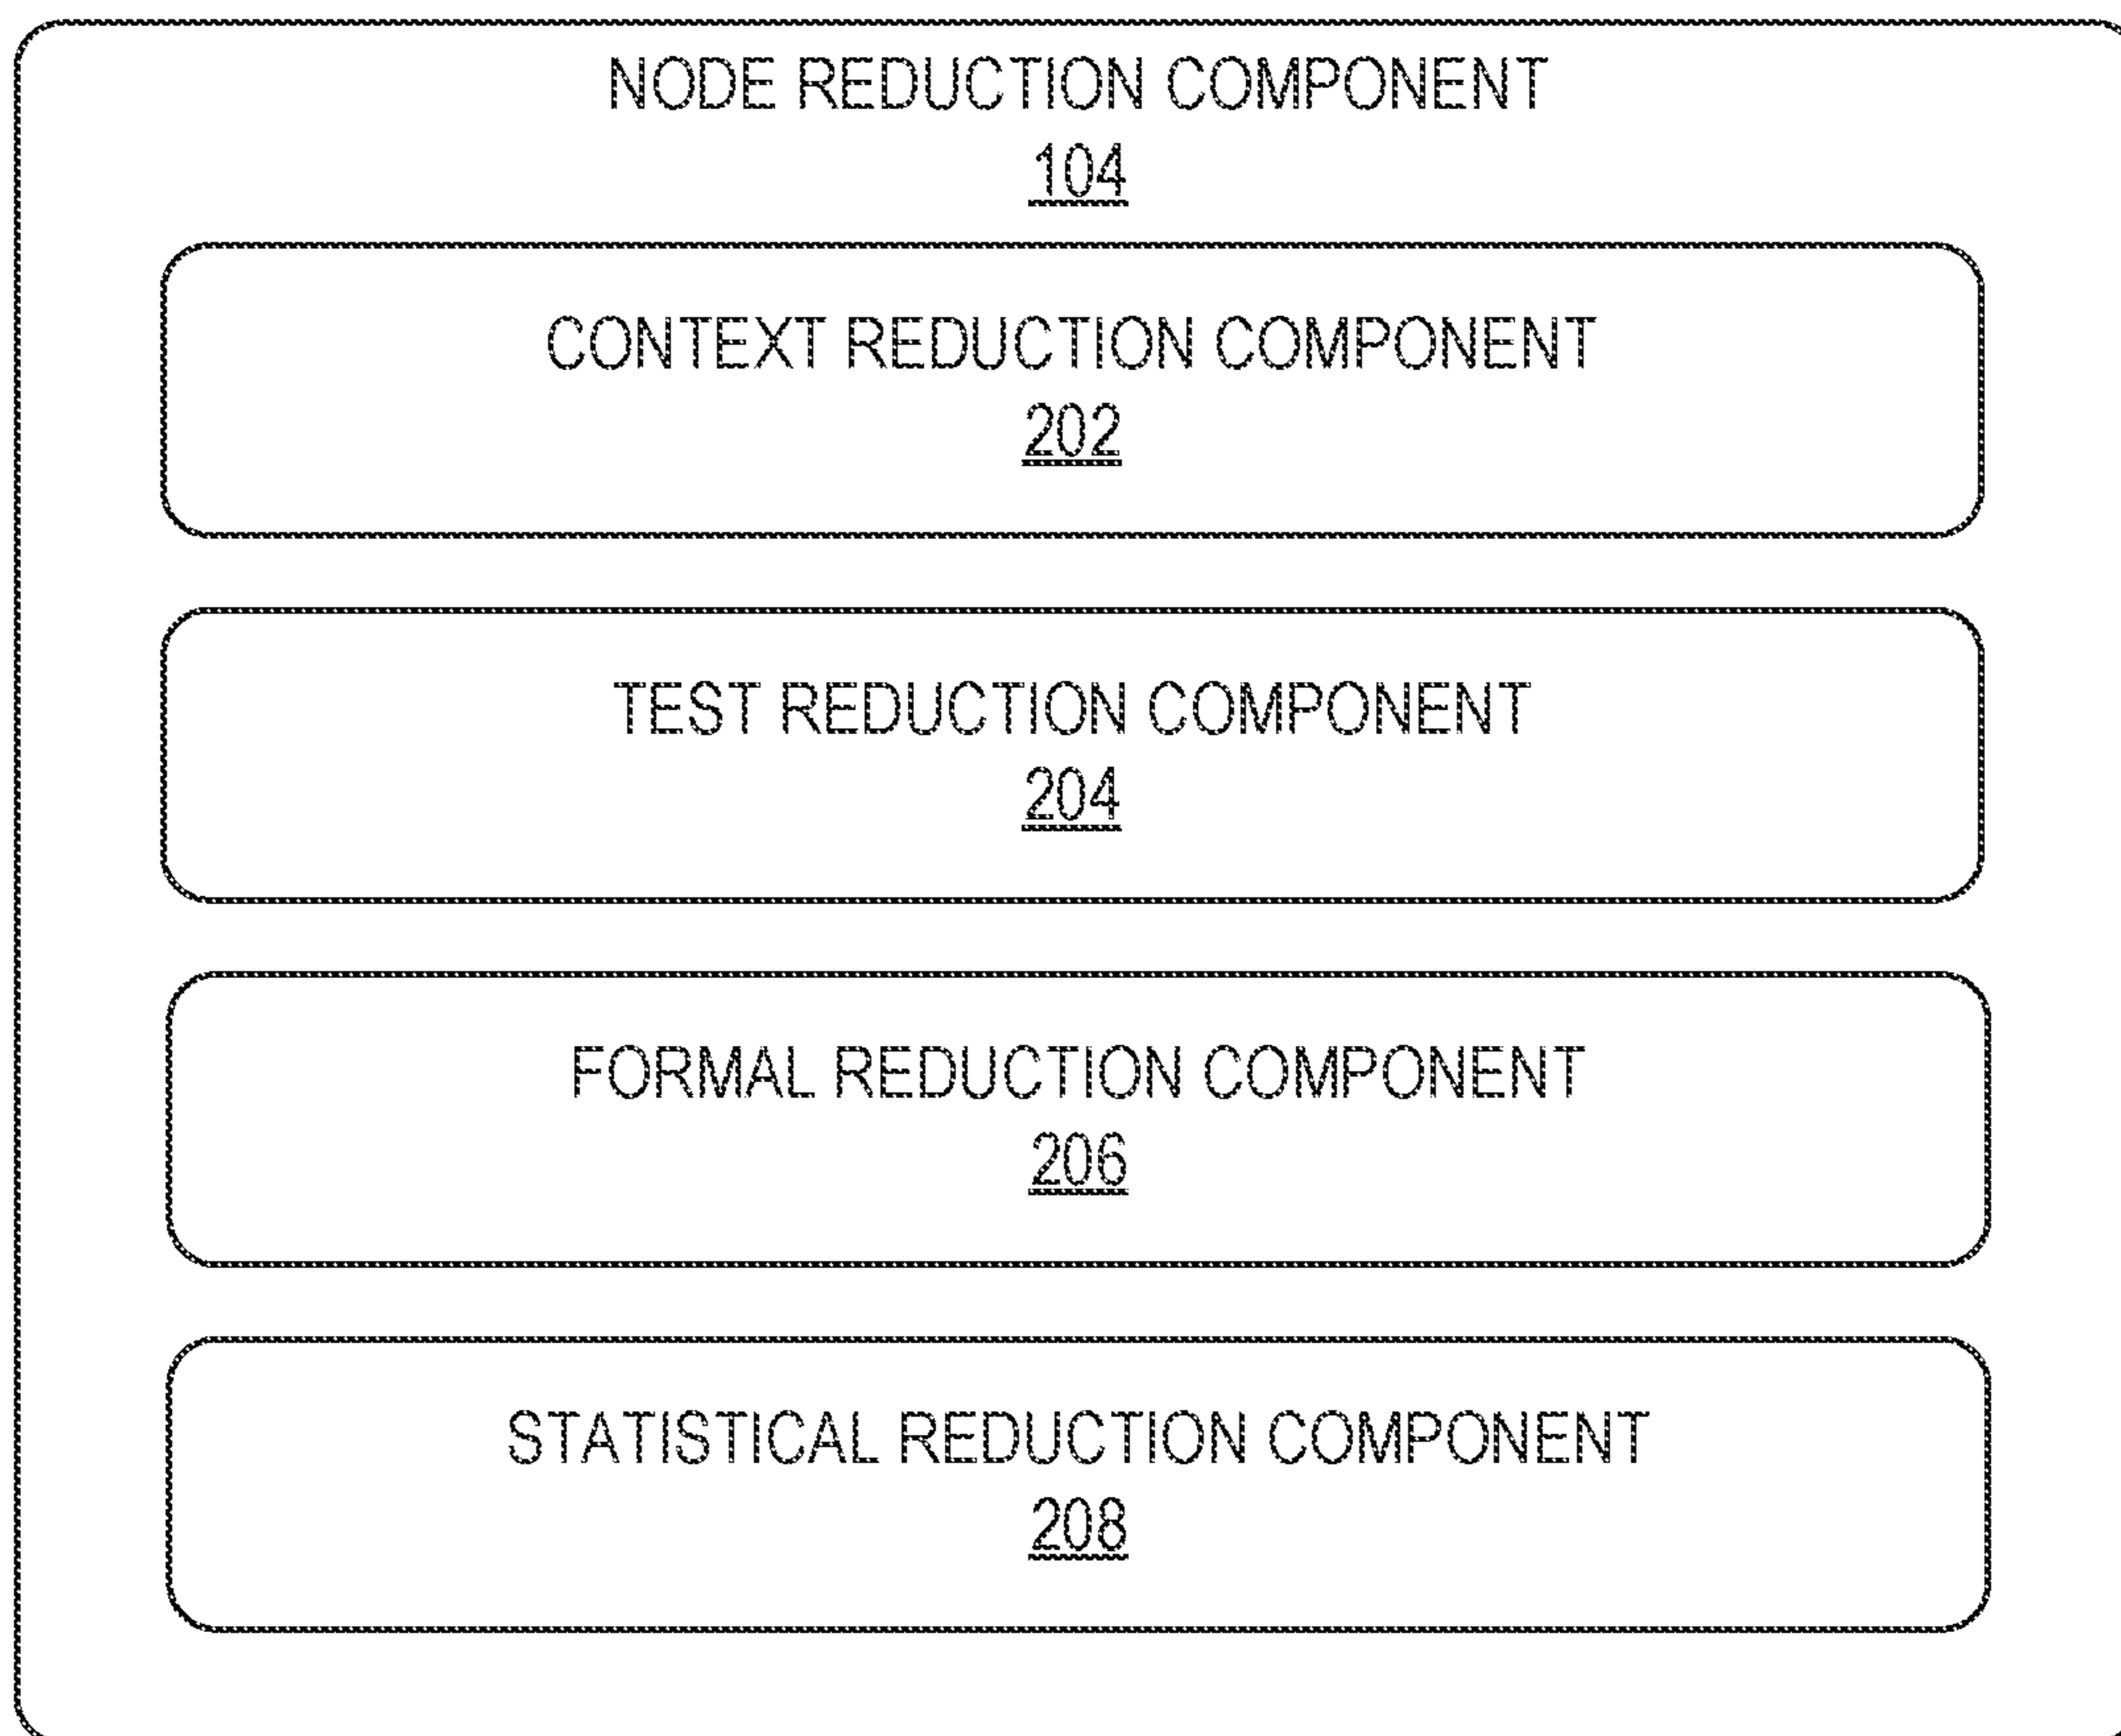 NODE REDUCTION COMPONENT
104
CONTEXT REDUCTION COMPONENT
202
TEST REDUCTION COMPONENT
204
FORMAL REDUCTION COMPONENT
206
STATISTICAL REDUCTION COMPONENT
208